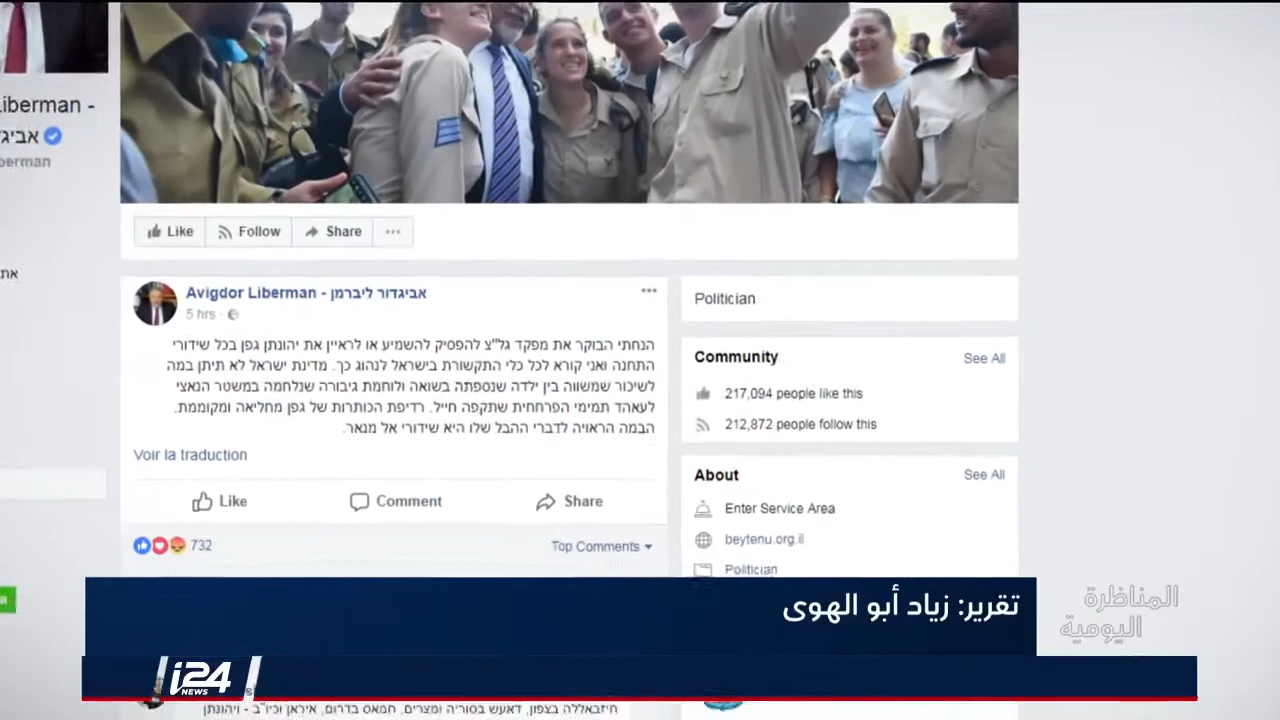 Liberman -
אביגד
berman
את
Like
Follow
Share
Avigdor Liberman - אביגדור ליברמן
5 hrs
הנחתי הבוקר את מפקד גל"צ להפסיק להשמיע או לראיין את יהונתן גפן בכל שידורי
התחנה ואני קורא לכל כלי התקשורת בישראל לנהוג כך. מדינת ישראל לא תיתן במה
לשיכור שמשווה בין ילדה שנספתה בשואה ולוחמת גיבורה שנלחמה במשטר הנאצי
לעאהד תמימי הפרחחית שתקפה חייל. רדיפת הכותרות של גפן מחליאה ומקוממת.
הבמה הראויה לדברי ההבל שלו היא שידורי אל מנאר.
Voir la traduction
Like
Comment
Share
732
Top Comments
Politician
Community
See All
217,094 people like this
212,872 people follow this
About
See All
Enter Service Area
beytenu.org.il
Politician
تقرير: زياد أبو الهوى
المناظرة
اليومية
i24
NEWS
חיזבאללה בצפון, דאעש בסוריה ומצרים, חמאס בדרום, איראן וכיו"ב - ויהונתן